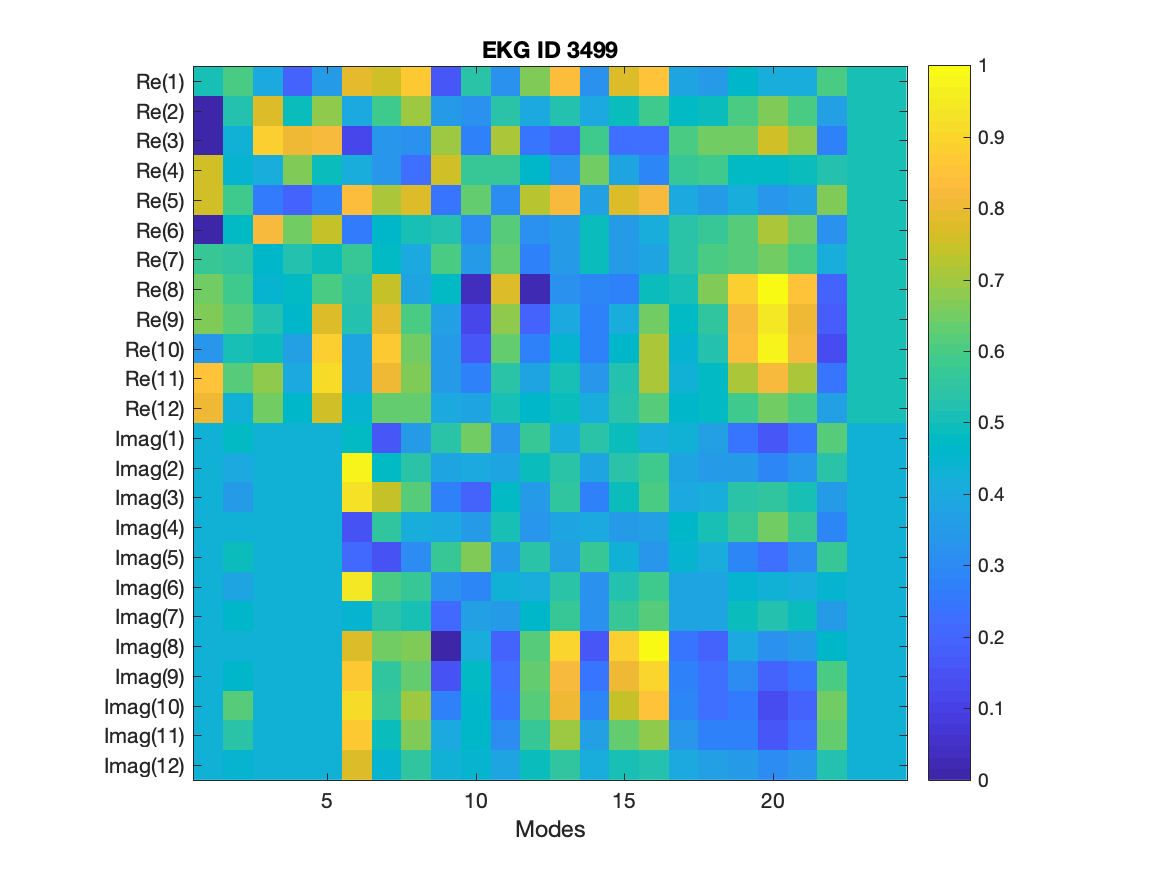 EKG ID 3499
Re(1)
Re(2)
Re(3)
Re(4)
Re(5)
Re(6)
Re(7)
Re(8)
Re(9)
Re(10)
Re(11)
Re(12)
Imag(1)
Imag(2)
Imag(3)
Imag(4)
Imag(5)
Imag(6)
Imag(7)
Imag(8)
Imag(9)
Imag(10)
Imag(11)
Imag(12)
5 10 15 20
Modes
1
0.9
0.8
0.7
0.6
0.5
0.4
0.3
0.2
0.1
0